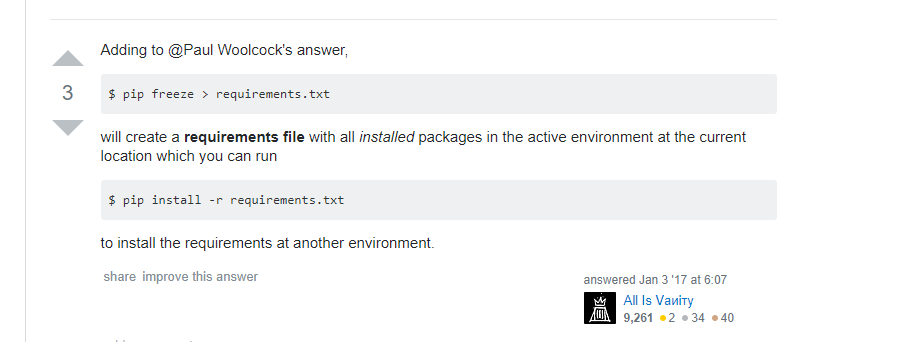 Adding to @Paul Woolcock's answer,
3
$ pip freeze > requirements.txt
will create a requirements file with all installed packages in the active environment at the current
location which you can run
$ pip install -r requirements.txt
to install the requirements at another environment.
share improve this answer
answered Jan 3 '17 at 6:07
All Is Vaиiту
9,261 ●2 ●34 ●40